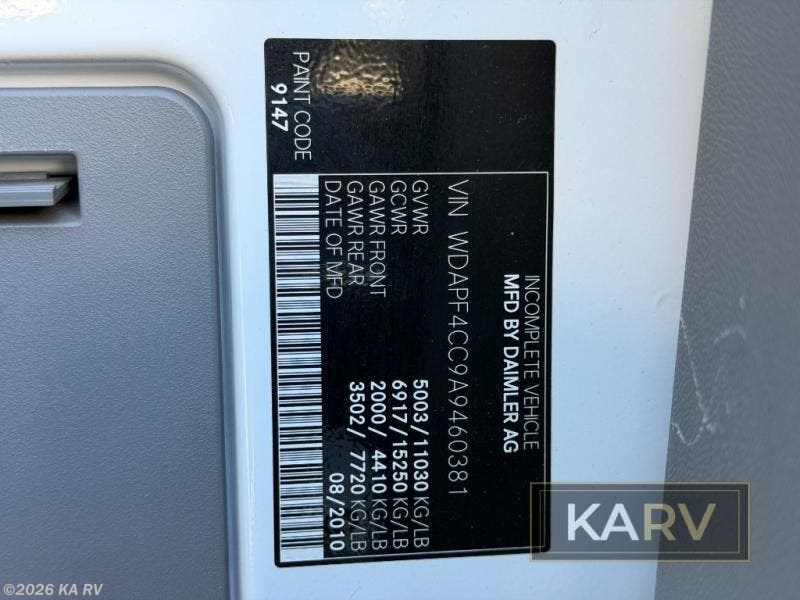 INCOMPLETE VEHICLE
MFD BY DAIMLER AG
VIN WDAPF4CC9A9460381
GVWR 5003/11030 KG/LB
GCWR 6917/15250 KG/LB
GAWR FRONT 2000/ 4410 KG/LB
GAWR REAR 3502/ 7720 KG/LB
DATE OF MFD 08/2010
PAINT CODE
9147
KARV
©2026 KA RV